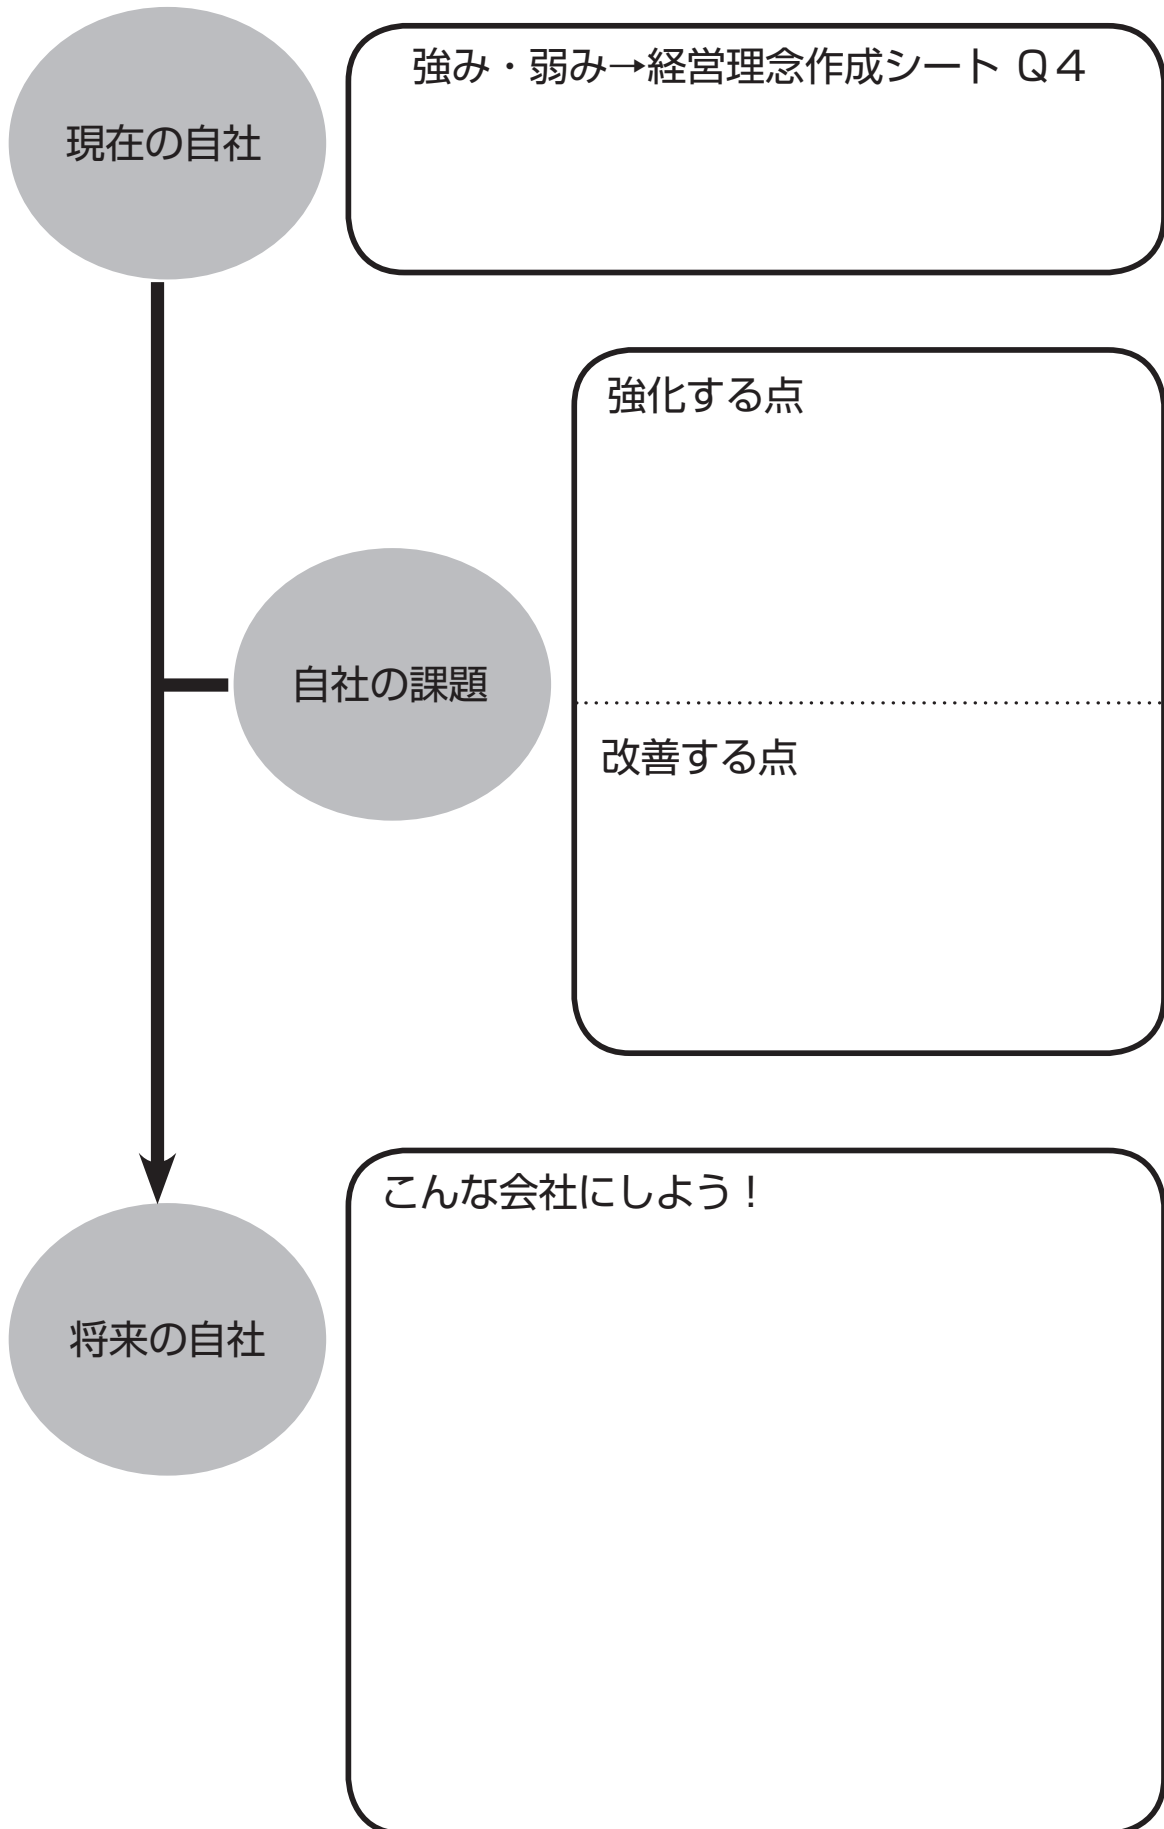 現在の自社
強み・弱み→経営理念作成シート Q4
強化する点
自社の課題
改善する点
こんな会社にしよう！
将来の自社